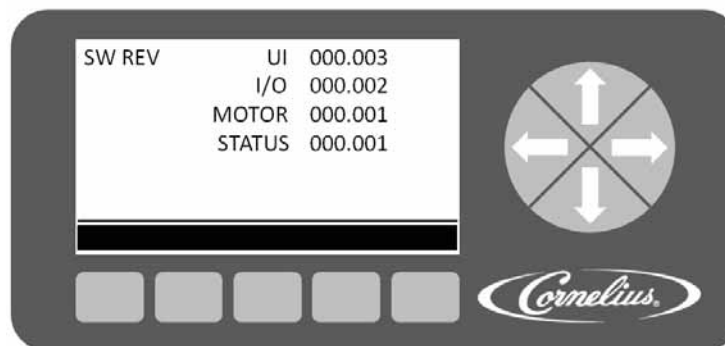 SW REV UI 000.003
I/O 000.002
MOTOR 000.001
STATUS 000.001
Cornelius®